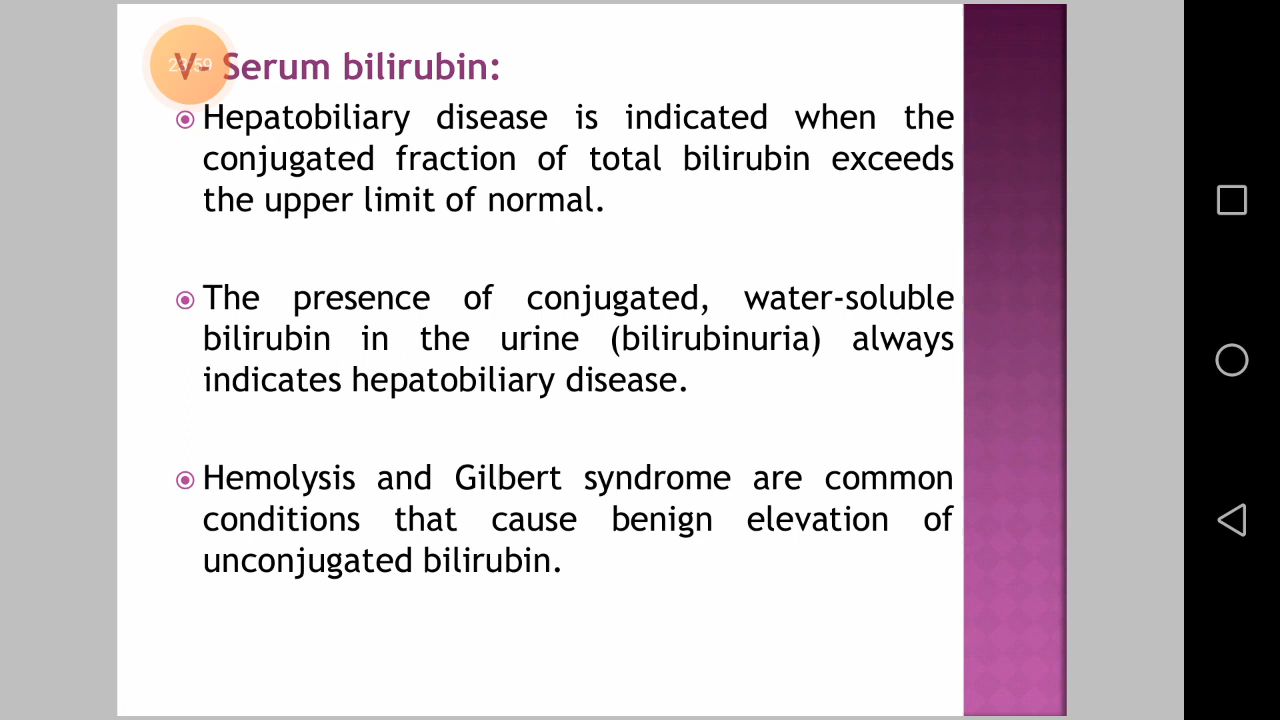 V- Serum bilirubin:
23:59
Hepatobiliary disease is indicated when the
conjugated fraction of total bilirubin exceeds
the upper limit of normal.
The presence of conjugated, water-soluble
bilirubin in the urine (bilirubinuria) always
indicates hepatobiliary disease.
Hemolysis and Gilbert syndrome are common
conditions that cause benign elevation of
unconjugated bilirubin.